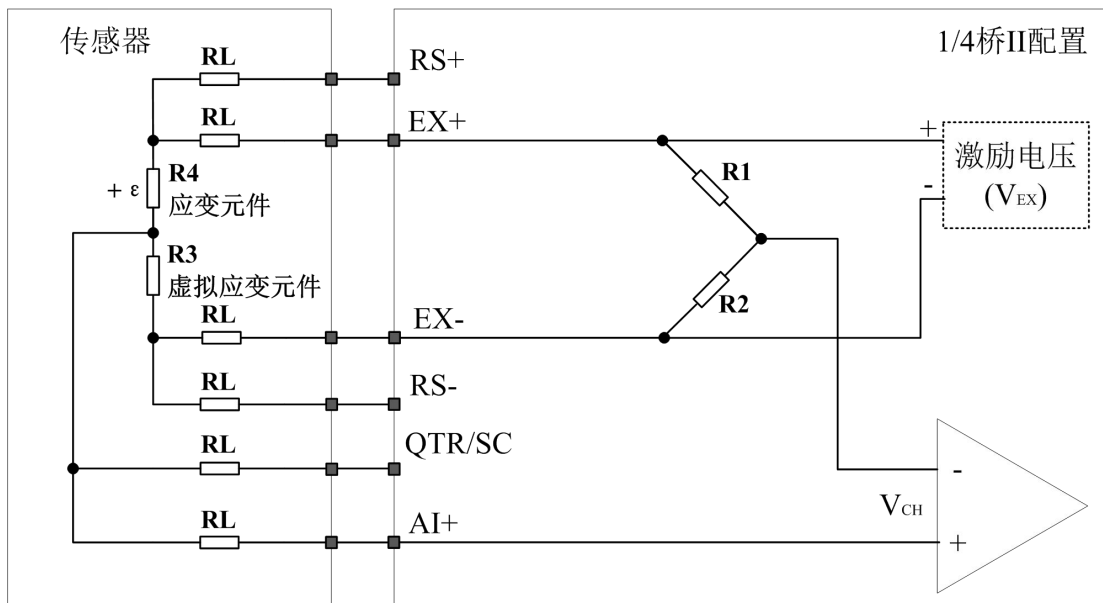 传感器
1/4桥II配置
RL
RS+
RL
EX+
+
激励电压
(VEX)
-
R1
R4
+ ε
应变元件
R3
虚拟应变元件
R2
RL
EX-
RL
RS-
RL
QTR/SC
-
VCH
RL
AI+
+